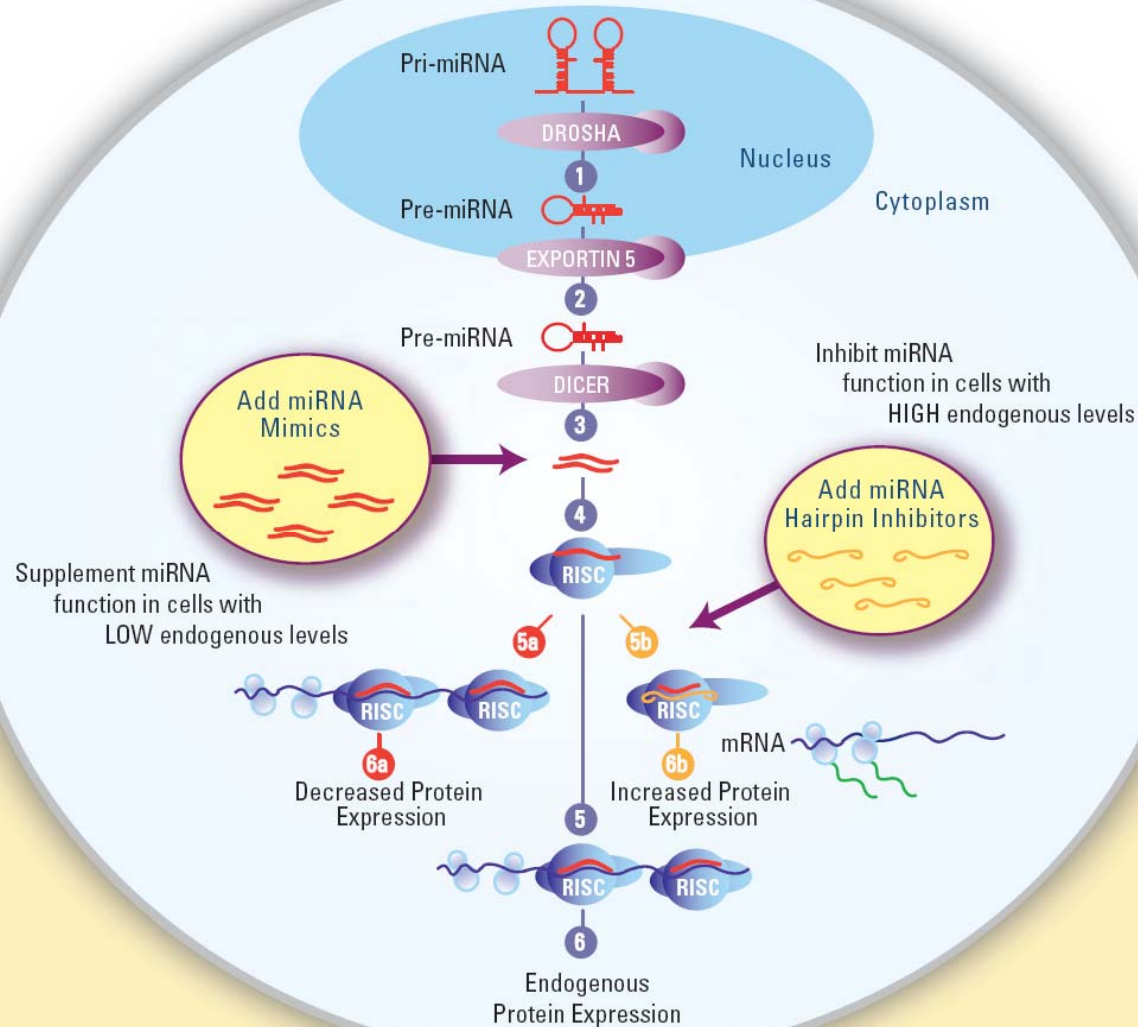 Pri-miRNA
DROSHA
Nucleus
1
Cytoplasm
Pre-miRNA
EXPORTIN 5
2
Pre-miRNA
DICER
3
Inhibit miRNA
function in cells with
HIGH endogenous levels
Add miRNA
Mimics
4
Add miRNA
Hairpin Inhibitors
RISC
Supplement miRNA
function in cells with
LOW endogenous levels
5a
5b
RISC
RISC
RISC
mRNA
6a
6b
Decreased Protein
Expression
Increased Protein
Expression
5
RISC
RISC
6
Endogenous
Protein Expression